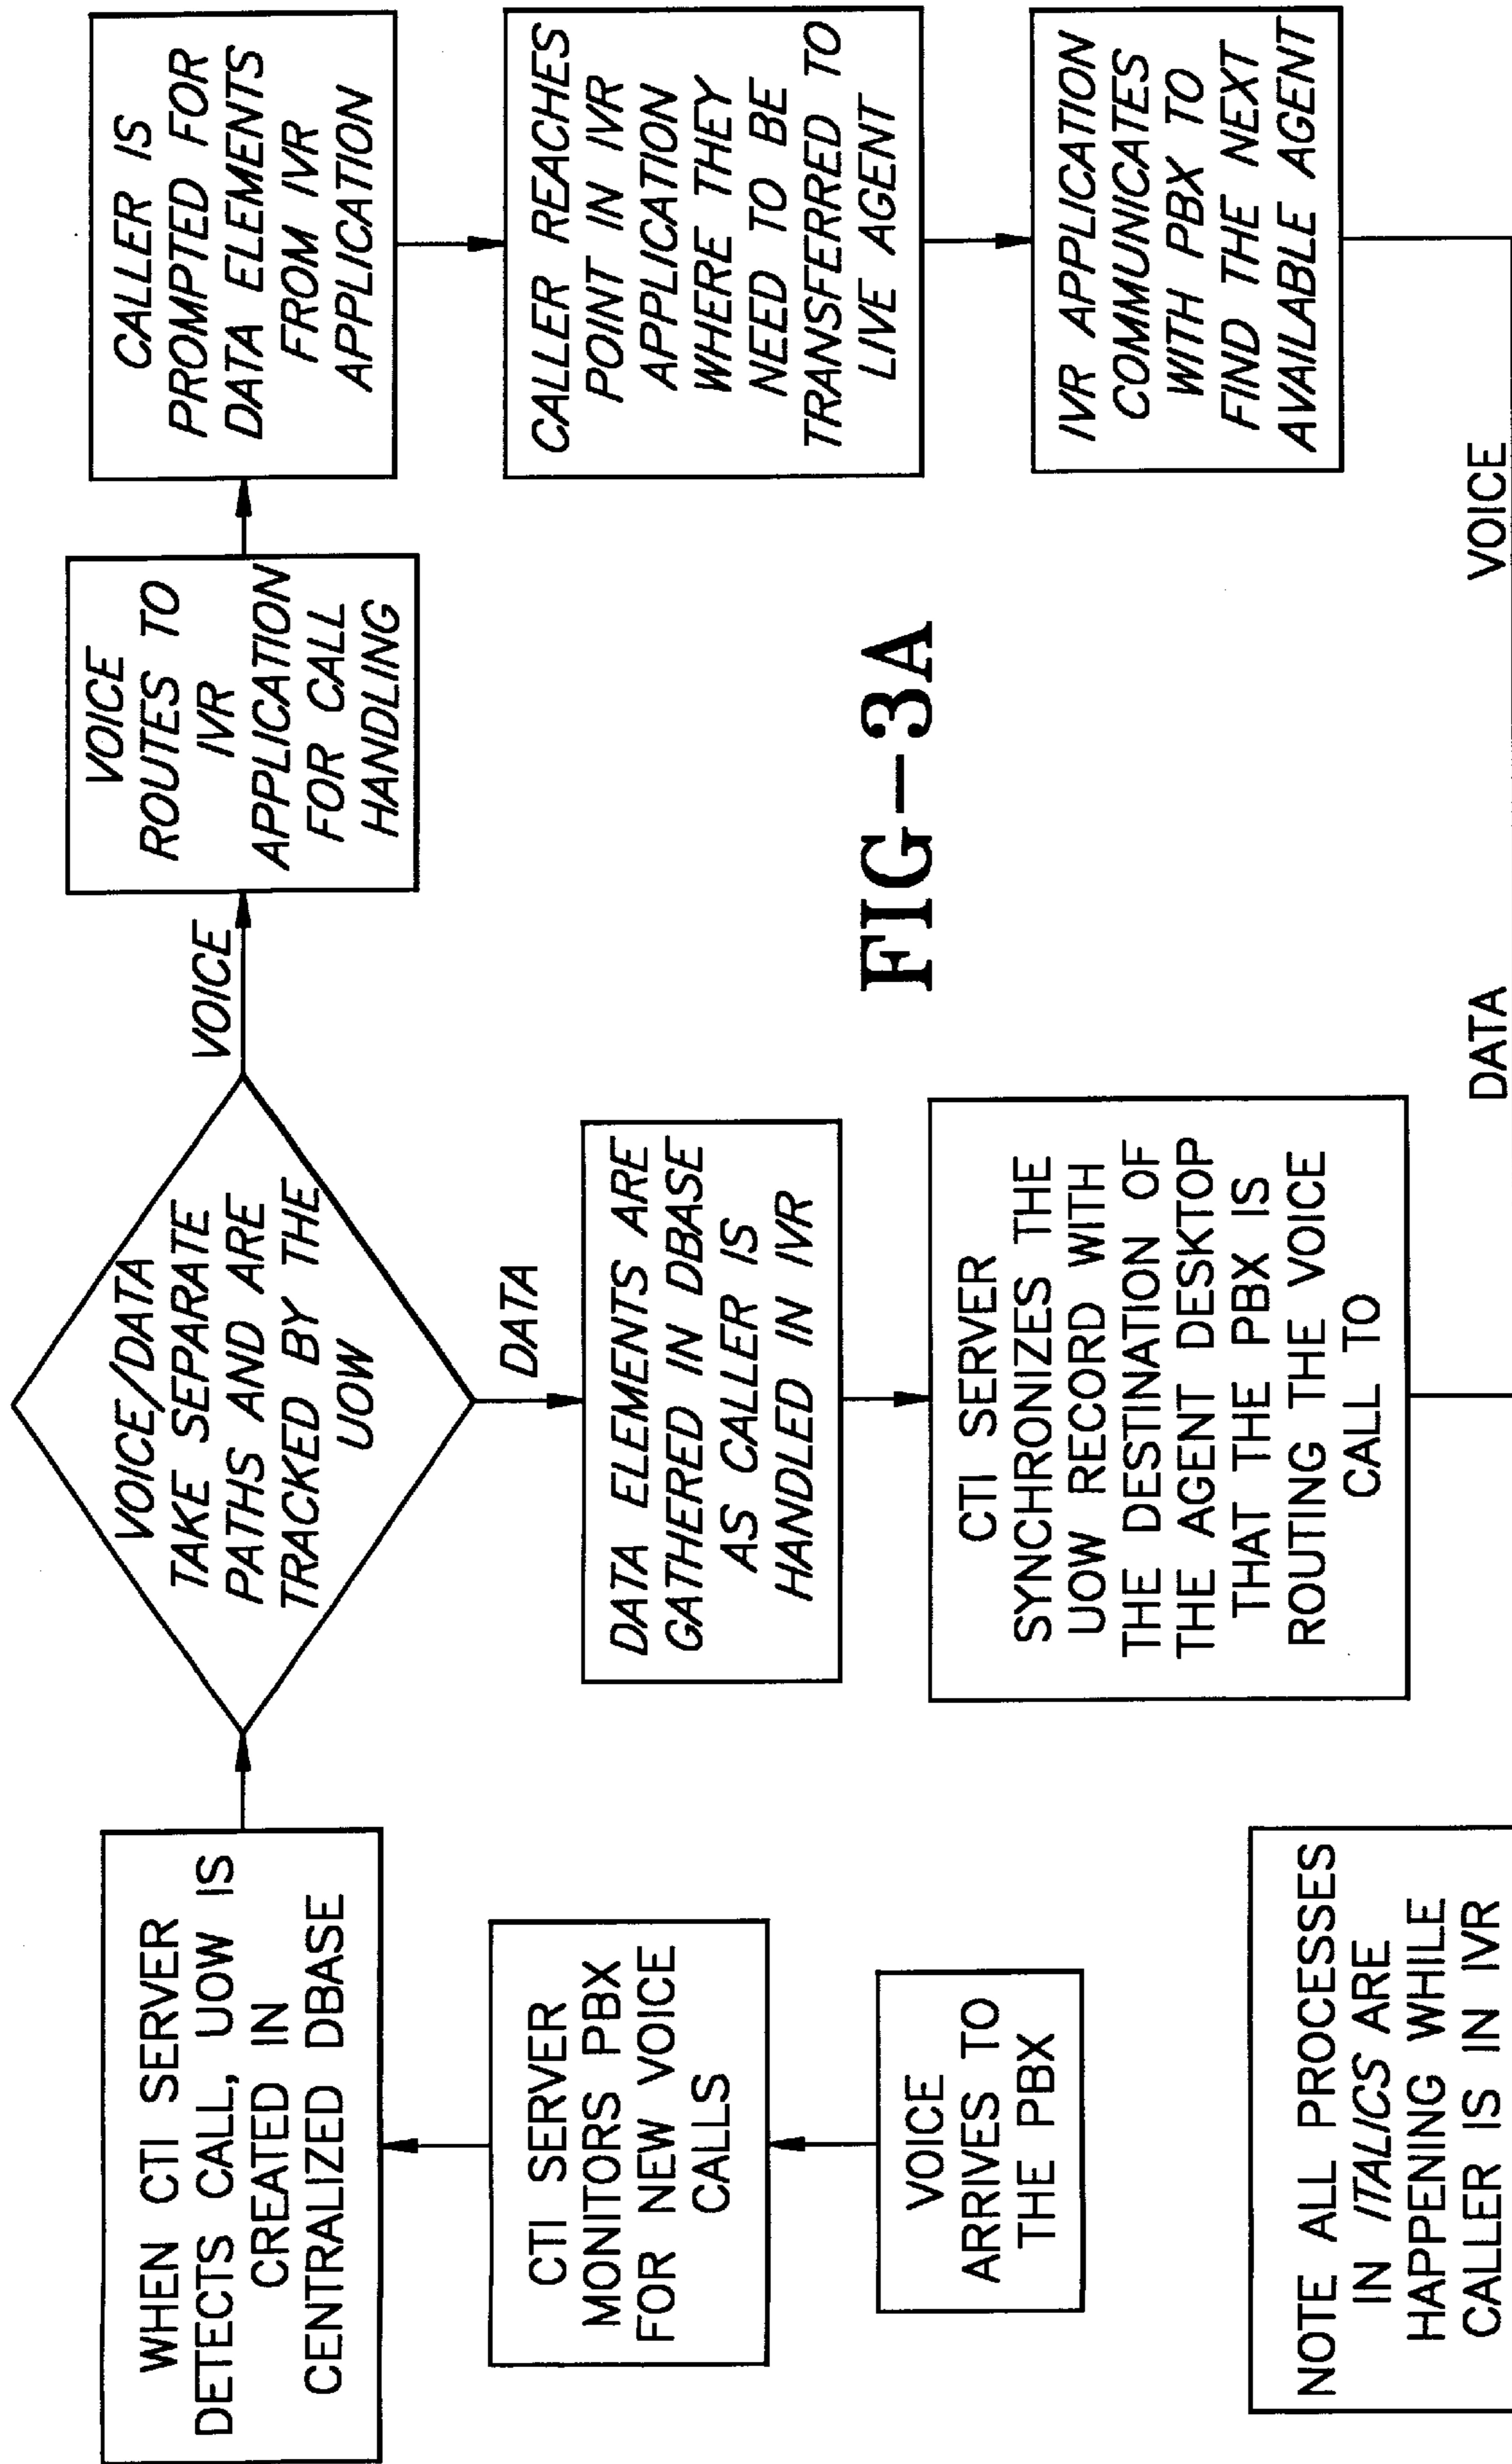 WHEN CTI SERVER
DETECTS CALL, UOW IS
CREATED IN
CENTRALIZED DBASE
CTI SERVER
MONITORS PBX
FOR NEW VOICE
CALLS
VOICE
ARRIVES TO
THE PBX
NOTE ALL PROCESSES
IN ITALICS ARE
HAPPENING WHILE
CALLER IS IN IVR
VOICE/DATA
TAKE SEPARATE
PATHS AND ARE
TRACKED BY THE
UOW
DATA
DATA ELEMENTS ARE
GATHERED IN DBASE
AS CALLER IS
HANDLED IN IVR
CTI SERVER
SYNCHRONIZES THE
UOW RECORD WITH
THE DESTINATION OF
THE AGENT DESKTOP
THAT THE PBX IS
ROUTING THE VOICE
CALL TO
DATA
VOICE
VOICE
ROUTES TO
IVR
APPLICATION
FOR CALL
HANDLING
FIG-3A
CALLER IS
PROMPTED FOR
DATA ELEMENTS
FROM IVR
APPLICATION
CALLER REACHES
POINT IN IVR
APPLICATION
WHERE THEY
NEED TO BE
TRANSFERRED TO
LIVE AGENT
IVR APPLICATION
COMMUNICATES
WITH PBX TO
FIND THE NEXT
AVAILABLE AGENT
VOICE